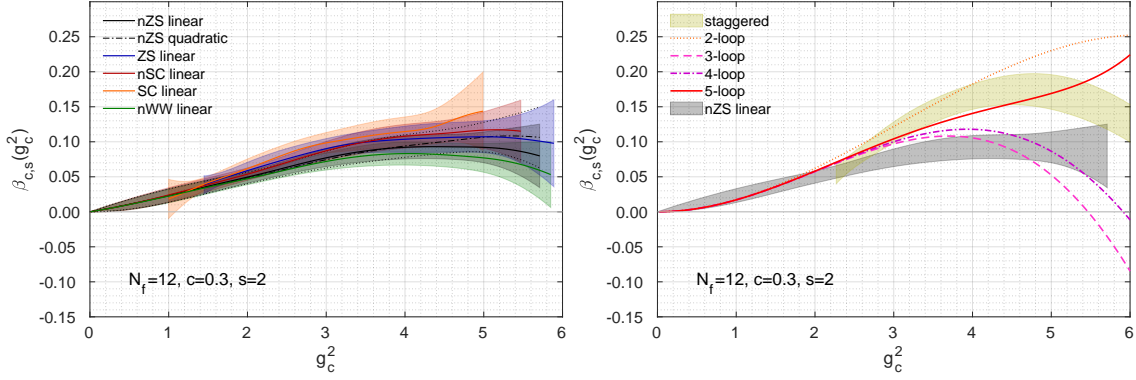 nZS linear
nZS quadratic
ZS linear
nSC linear
SC linear
nWW linear
0.25
0.20
0.15
0.10
0.05
0.00
-0.05
-0.10
-0.15
β_{c,s}(g_c^2)
N_f=12, c=0.3, s=2
0 1 2 3 4 5 6
g_c^2
staggered
2-loop
3-loop
4-loop
5-loop
nZS linear
0.25
0.20
0.15
0.10
0.05
0.00
-0.05
-0.10
-0.15
β_{c,s}(g_c^2)
N_f=12, c=0.3, s=2
0 1 2 3 4 5 6
g_c^2